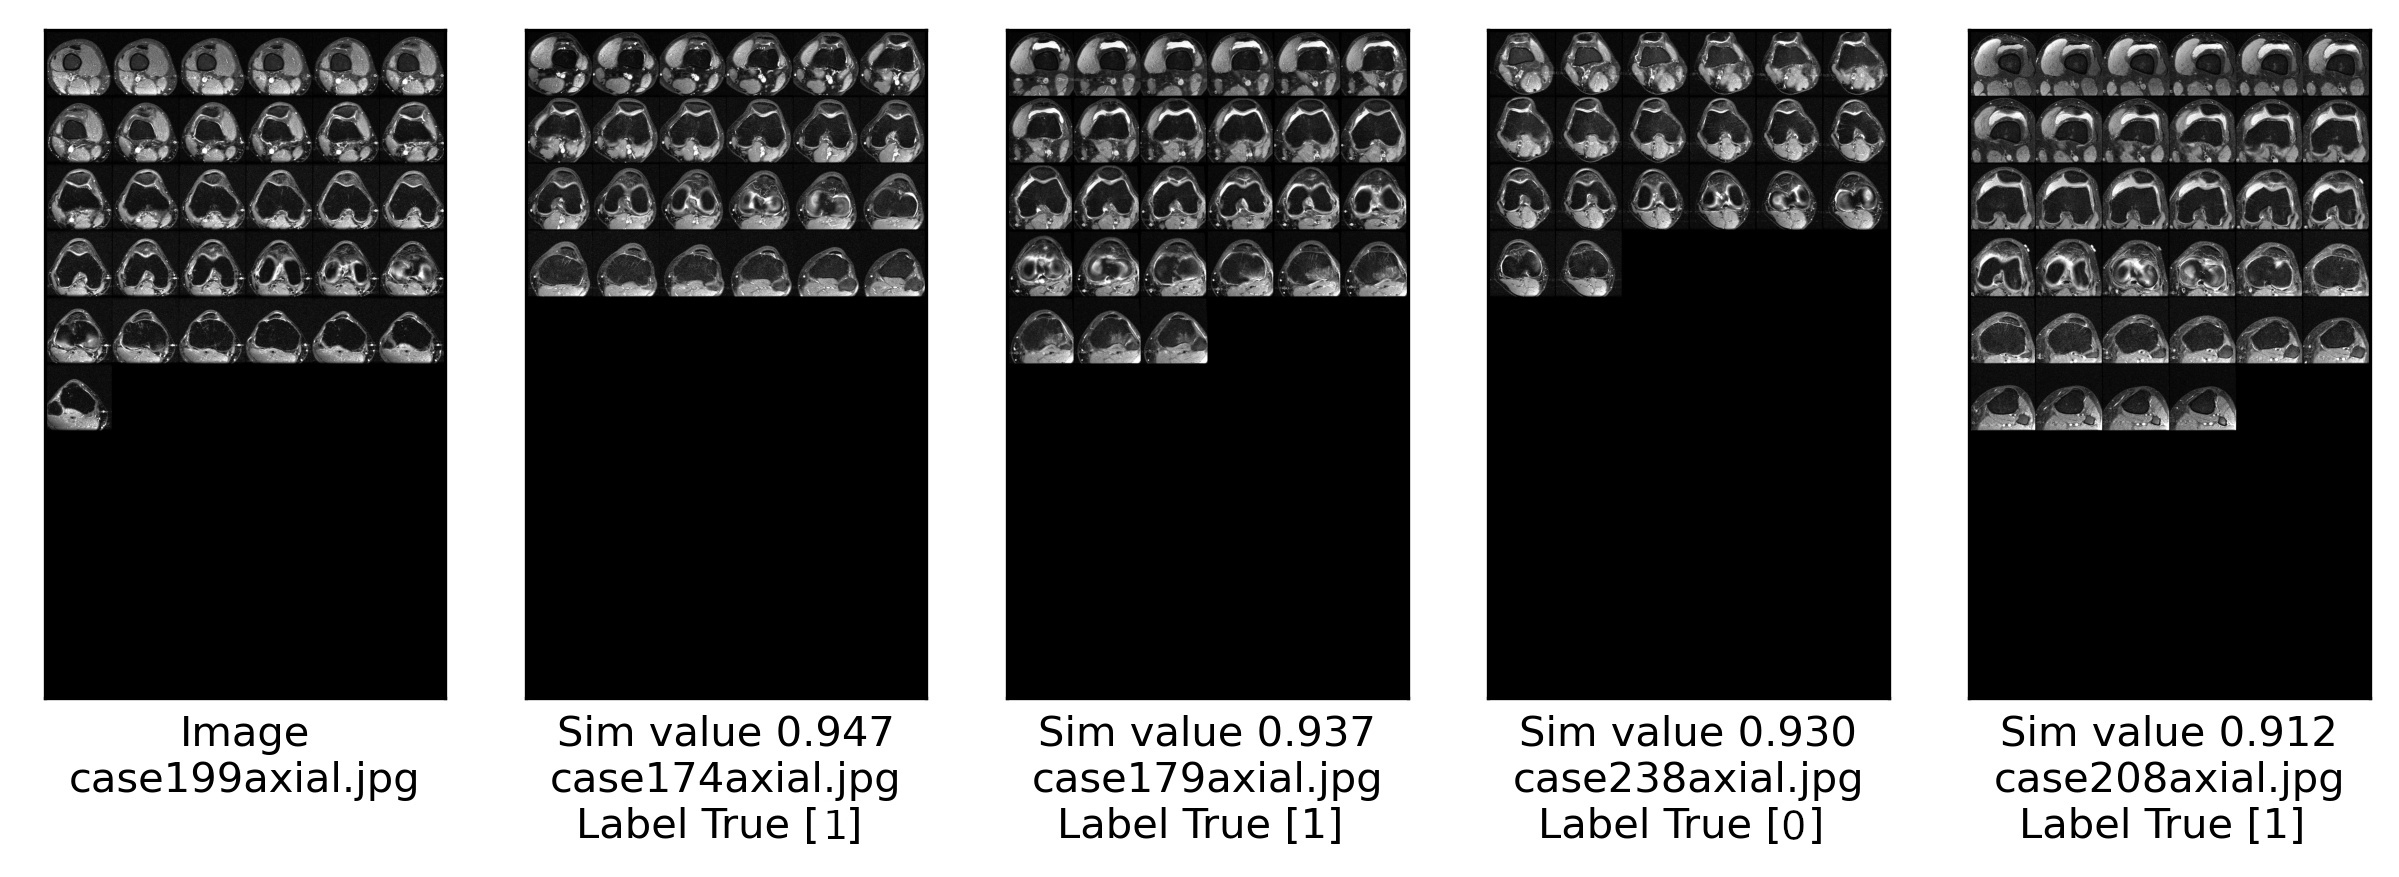 Image
case199axial.jpg
Sim value 0.947
case174axial.jpg
Label True [1]
Sim value 0.937
case179axial.jpg
Label True [1]
Sim value 0.930
case238axial.jpg
Label True [0]
Sim value 0.912
case208axial.jpg
Label True [1]